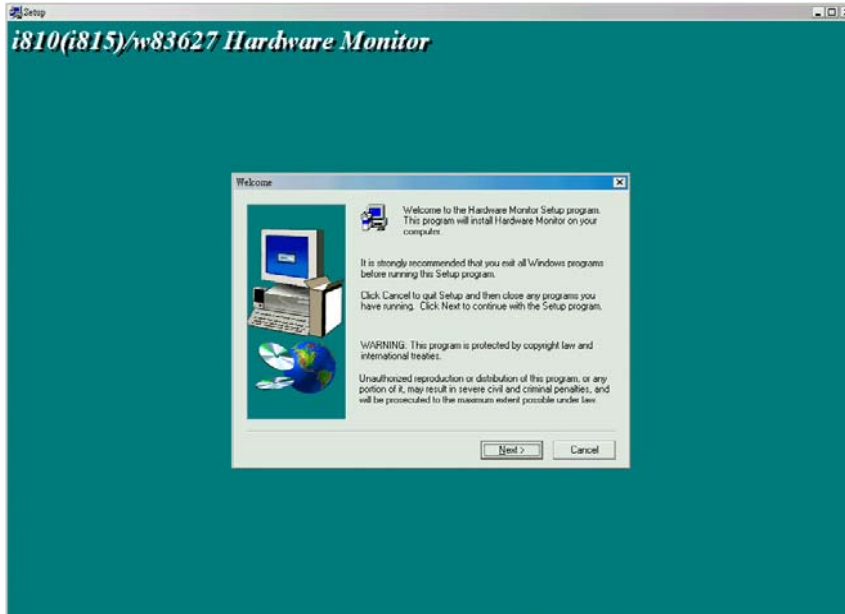 Setup
i810(i815)/w83627 Hardware Monitor
Welcome
Welcome to the Hardware Monitor Setup program.
This program will install Hardware Monitor on your
computer.
It is strongly recommended that you exit all Windows programs
before running this Setup program.
Click Cancel to quit Setup and then close any programs you
have running. Click Next to continue with the Setup program.
WARNING: This program is protected by copyright law and
international treaties.
Unauthorized reproduction or distribution of this program, or any
portion of it, may result in severe civil and criminal penalties, and
will be prosecuted to the maximum extent possible under law.
Next >
Cancel